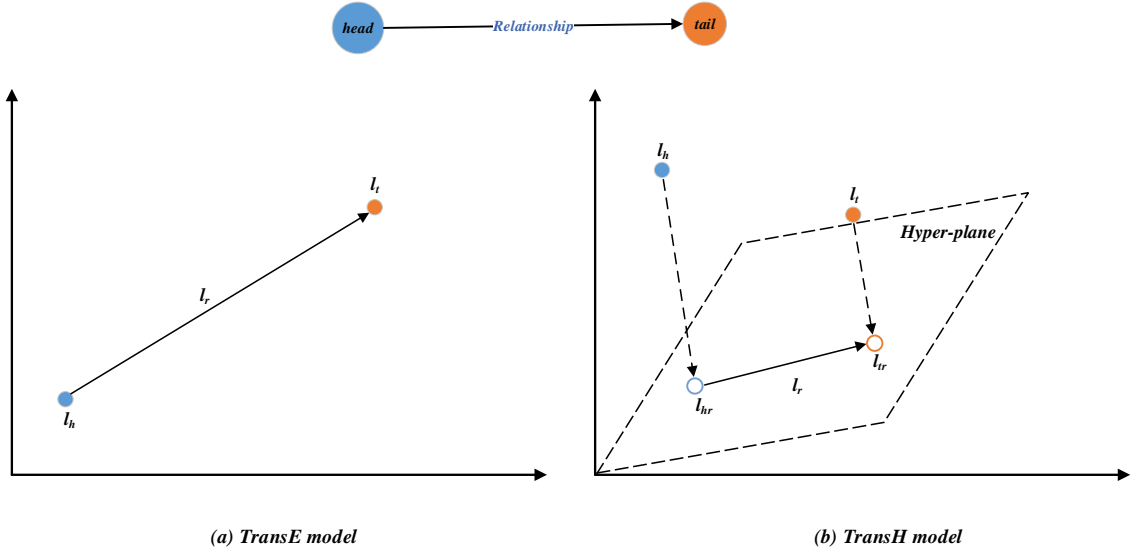 head Relationship tail
l_t
l_r
l_h
l_h
l_t
Hyper-plane
l_tr
l_r
l_hr
(a) TransE model
(b) TransH model